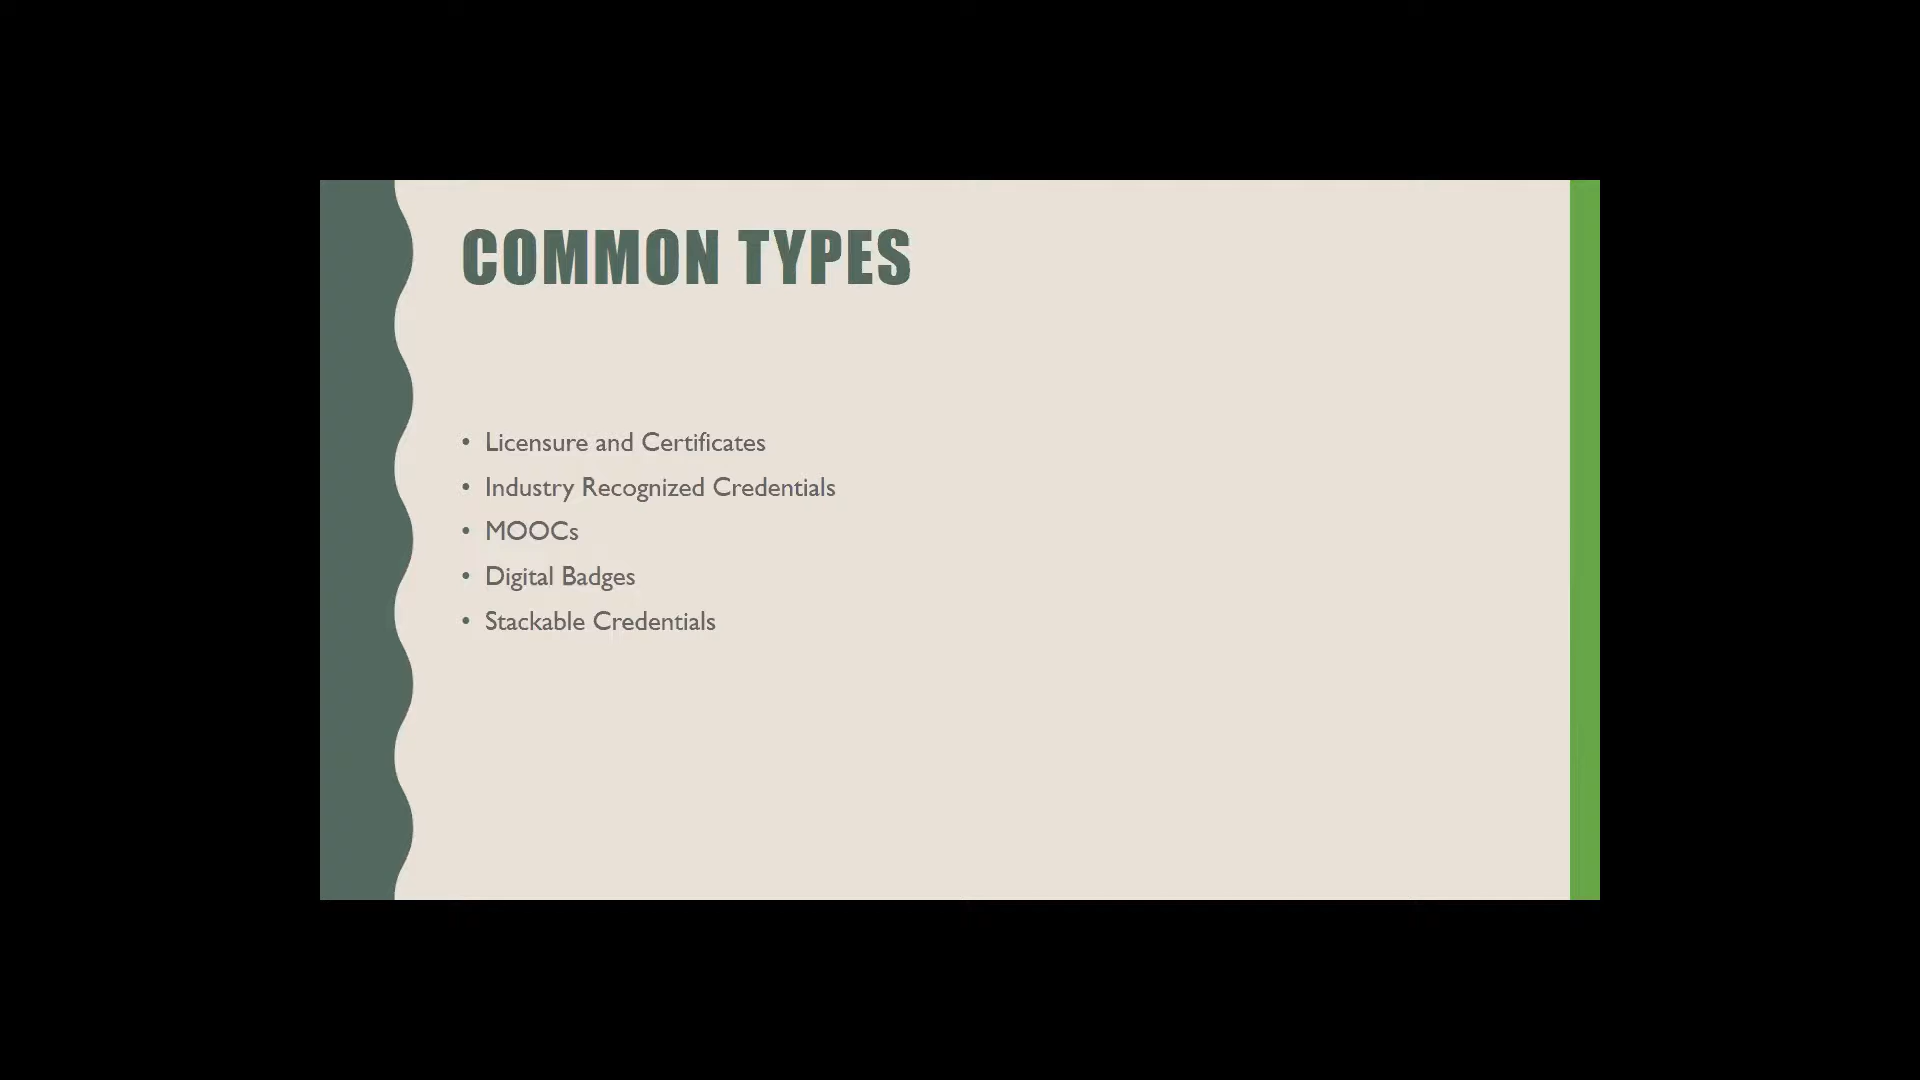 COMMON TYPES
• Licensure and Certificates
• Industry Recognized Credentials
• MOOCs
• Digital Badges
• Stackable Credentials